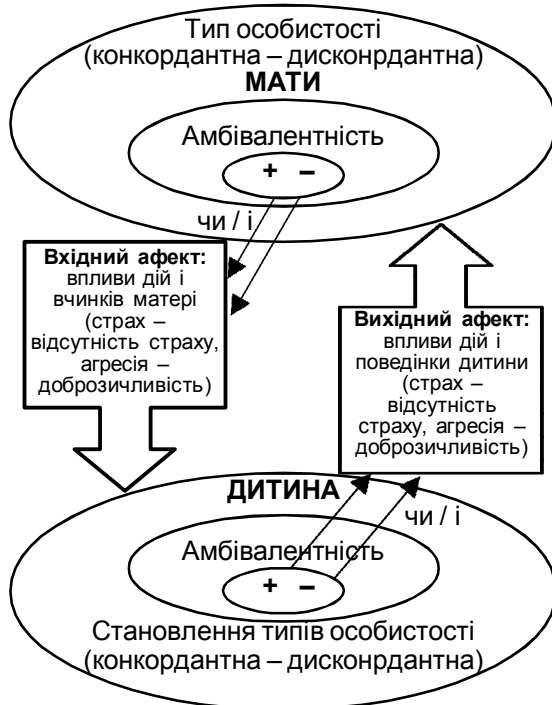 Тип особистості
(конкордантна – дисконрдантна)
МАТИ
Амбівалентність
+ –
чи / і
Вхідний афект:
впливи дій і
вчинків матері
(страх –
відсутність страху,
агресія –
доброзичливість)
Вихідний афект:
впливи дій і
поведінки дитини
(страх –
відсутність
страху, агресія –
доброзичливість)
ДИТИНА
чи / і
Амбівалентність
+ –
Становлення типів особистості
(конкордантна – дисконрдантна)